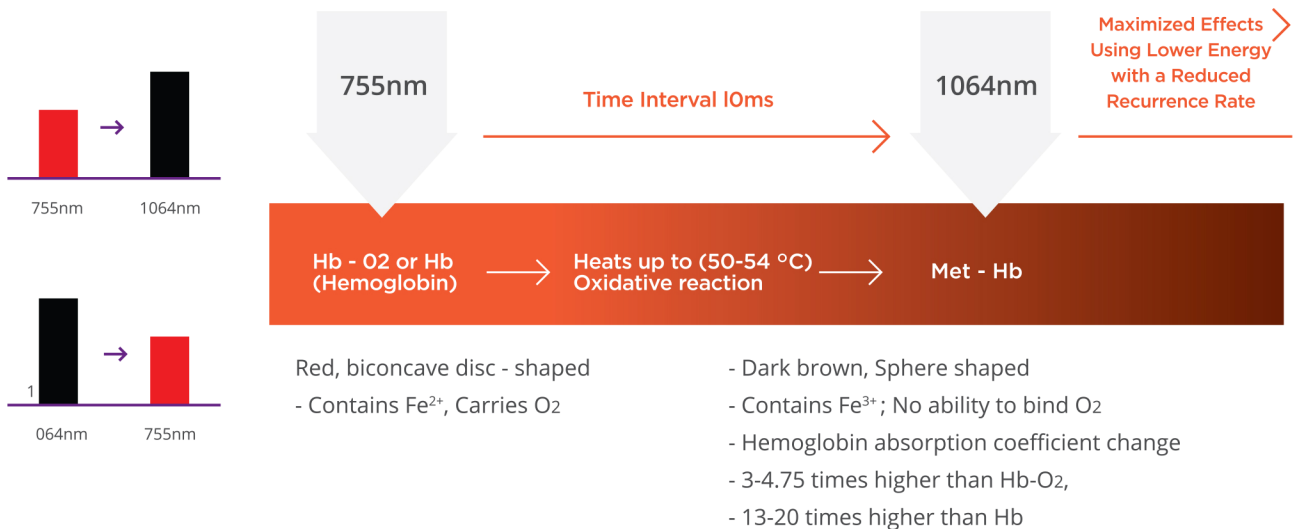 755nm
1064nm
1
064nm
755nm
755nm
Time Interval l0ms
1064nm
Maximized Effects
Using Lower Energy
with a Reduced
Recurrence Rate
Hb - 02 or Hb
(Hemoglobin)
Heats up to (50-54 °C)
Oxidative reaction
Met - Hb
Red, biconcave disc - shaped
- Contains Fe²⁺, Carries O2
- Dark brown, Sphere shaped
- Contains Fe³⁺; No ability to bind O2
- Hemoglobin absorption coefficient change
- 3-4.75 times higher than Hb-O2,
- 13-20 times higher than Hb